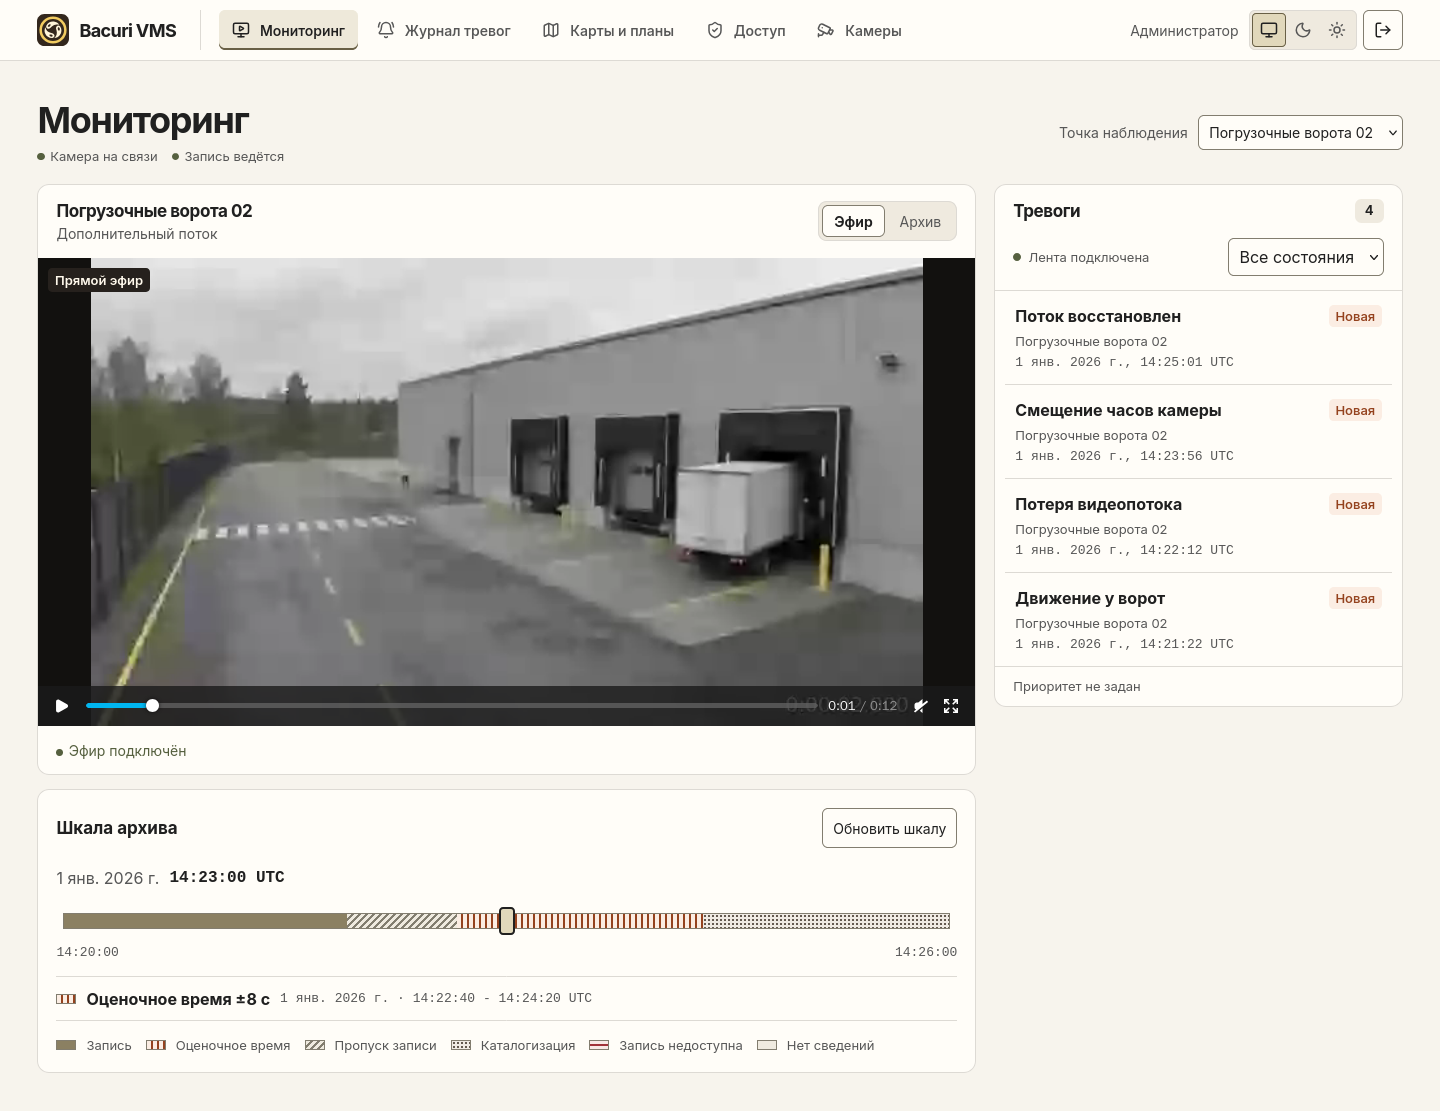 Bacuri VMS
Мониторинг
Журнал тревог
Карты и планы
Доступ
Камеры
Администратор
Мониторинг
Камера на связи
Запись ведётся
Точка наблюдения
Погрузочные ворота 02
Погрузочные ворота 02
Дополнительный поток
Эфир
Архив
Прямой эфир
0:01 / 0:12
Эфир подключён
Тревоги
4
Лента подключена
Все состояния
Поток восстановлен
Новая
Погрузочные ворота 02
1 янв. 2026 г., 14:25:01 UTC
Смещение часов камеры
Новая
Погрузочные ворота 02
1 янв. 2026 г., 14:23:56 UTC
Потеря видеопотока
Новая
Погрузочные ворота 02
1 янв. 2026 г., 14:22:12 UTC
Движение у ворот
Новая
Погрузочные ворота 02
1 янв. 2026 г., 14:21:22 UTC
Приоритет не задан
Шкала архива
Обновить шкалу
1 янв. 2026 г. 14:23:00 UTC
14:20:00
14:26:00
Оценочное время ±8 с 1 янв. 2026 г. · 14:22:40 - 14:24:20 UTC
Запись
Оценочное время
Пропуск записи
Каталогизация
Запись недоступна
Нет сведений